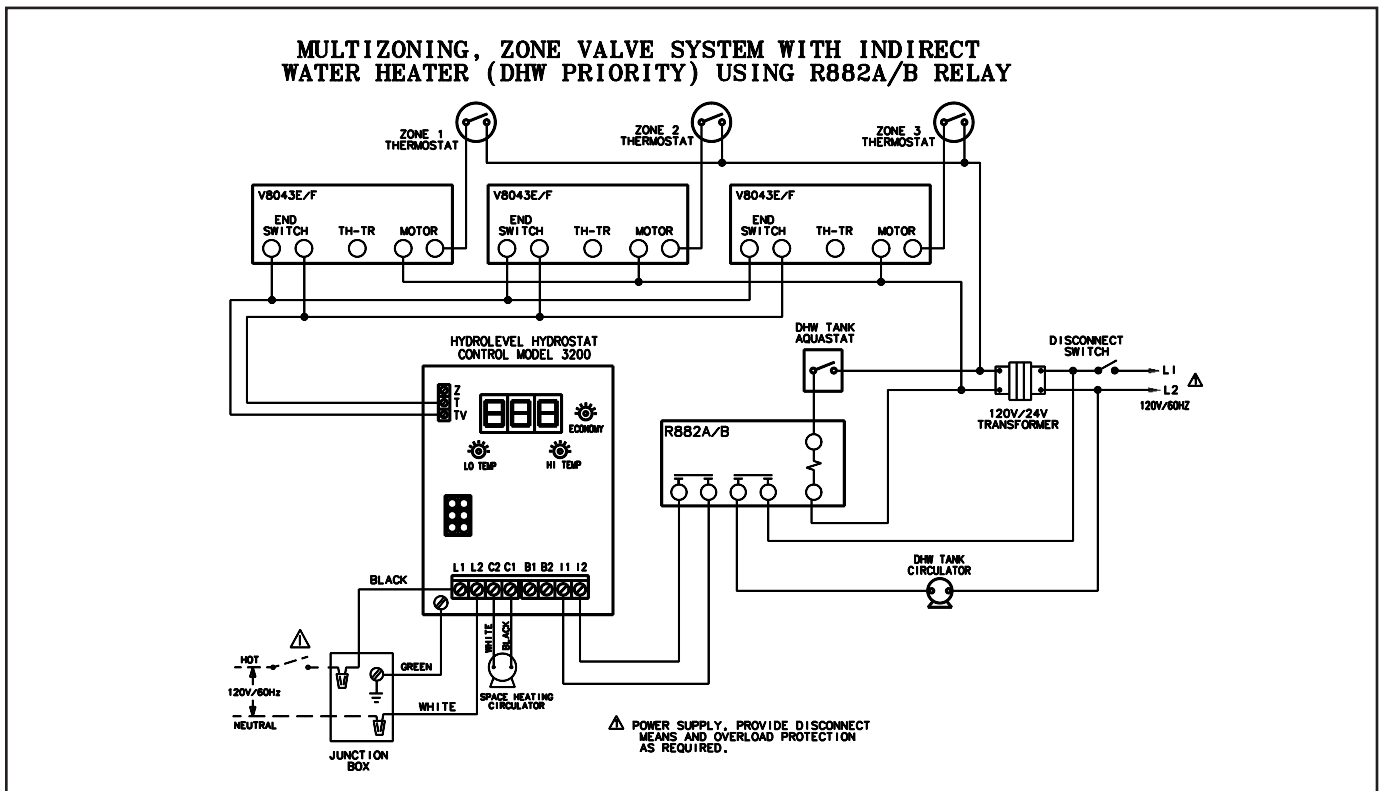 MULTIZONING, ZONE VALVE SYSTEM WITH INDIRECT
WATER HEATER (DHW PRIORITY) USING R882A/B RELAY
ZONE 1
THERMOSTAT
ZONE 2
THERMOSTAT
ZONE 3
THERMOSTAT
V8043E/F
END
SWITCH TH-TR MOTOR
V8043E/F
END
SWITCH TH-TR MOTOR
V8043E/F
END
SWITCH TH-TR MOTOR
HYDROLEVEL HYDROSTAT
CONTROL MODEL 3200
Z
T
TV
888
ECONOMY
LO TEMP
HI TEMP
L1 L2 C2 C1 B1 B2 I1 I2
DHW TANK
AQUASTAT
R882A/B
DISCONNECT
SWITCH
L1
L2
120V/60HZ
120V/24V
TRANSFORMER
DHW TANK
CIRCULATOR
BLACK
GREEN
WHITE
WHITE
BLACK
HOT
120V/60Hz
NEUTRAL
JUNCTION
BOX
SPACE HEATING
CIRCULATOR
! POWER SUPPLY, PROVIDE DISCONNECT
MEANS AND OVERLOAD PROTECTION
AS REQUIRED.